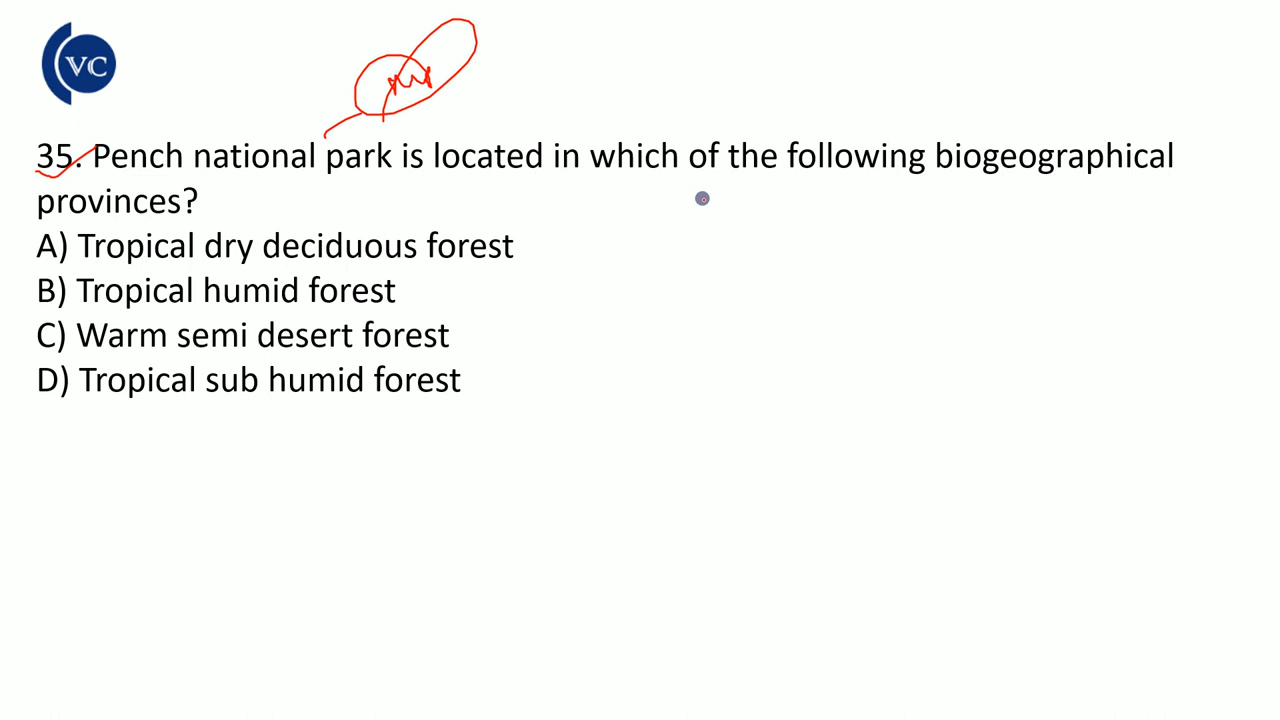 VC
35. Pench national park is located in which of the following biogeographical
provinces?
A) Tropical dry deciduous forest
B) Tropical humid forest
C) Warm semi desert forest
D) Tropical sub humid forest